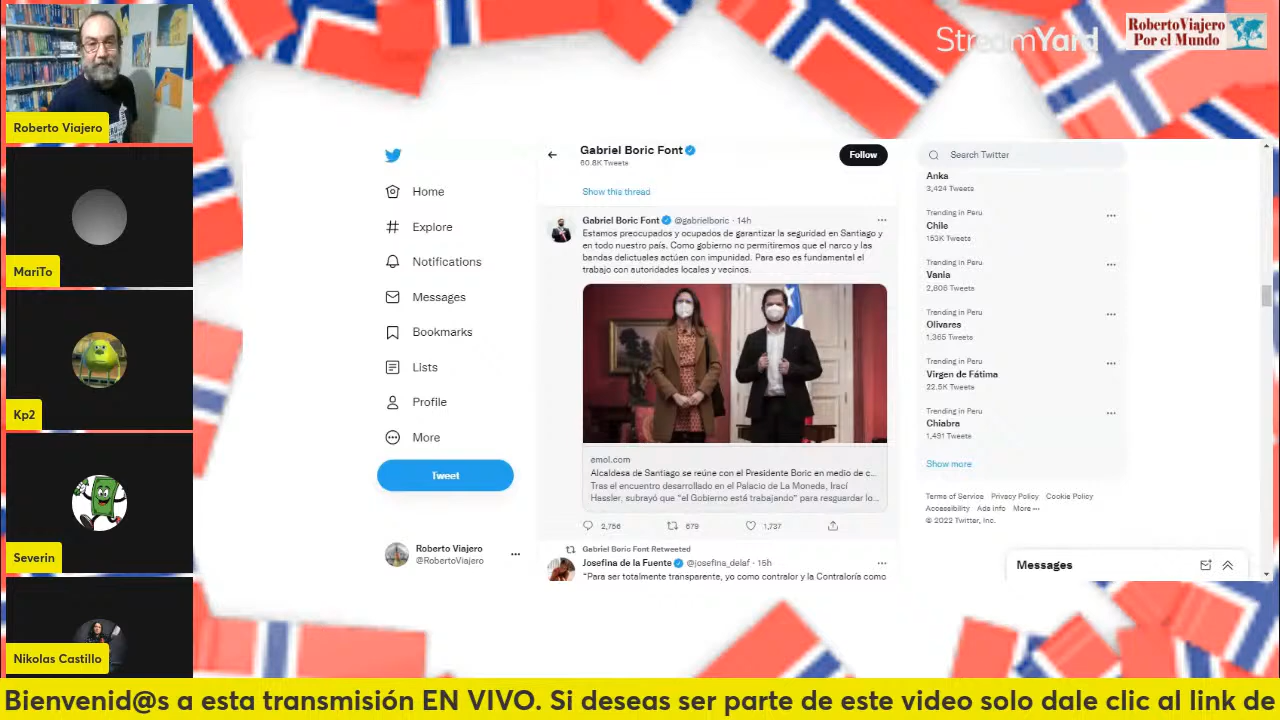 StreamYard
RobertoViajero
Por el Mundo
Roberto Viajero
MariTo
Kp2
Severin
Nikolas Castillo
Home
Explore
Notifications
Messages
Bookmarks
Lists
Profile
More
Tweet
Roberto Viajero
@RobertoViajero
Gabriel Boric Font
60.8K Tweets
Follow
Show this thread
Gabriel Boric Font @gabrielboric · 14h
Estamos preocupados y ocupados de garantizar la seguridad en Santiago y
en todo nuestro país. Como gobierno no permitiremos que el narco y las
bandas delictuales actúen con impunidad. Para eso es fundamental el
trabajo con autoridades locales y vecinos.
emol.com
Alcaldesa de Santiago se reúne con el Presidente Boric en medio de c...
Tras el encuentro desarrollado en el Palacio de La Moneda, Irací
Hassler, subrayó que "el Gobierno está trabajando" para resguardar lo...
2,756 679 1,737
Gabriel Boric Font Retweeted
Josefina de la Fuente @josefina_delaf · 15h
"Para ser totalmente transparente, yo como contralor y la Contraloría como
Search Twitter
Anka
3,424 Tweets
Trending in Peru
Chile
153K Tweets
Trending in Peru
Vania
2,606 Tweets
Trending in Peru
Olivares
1,365 Tweets
Trending in Peru
Virgen de Fátima
22.5K Tweets
Trending in Peru
Chiabra
1,491 Tweets
Show more
Terms of Service Privacy Policy Cookie Policy
Accessibility Ads info More ...
© 2022 Twitter, Inc.
Messages
Bienvenid@s a esta transmisión EN VIVO. Si deseas ser parte de este video solo dale clic al link de